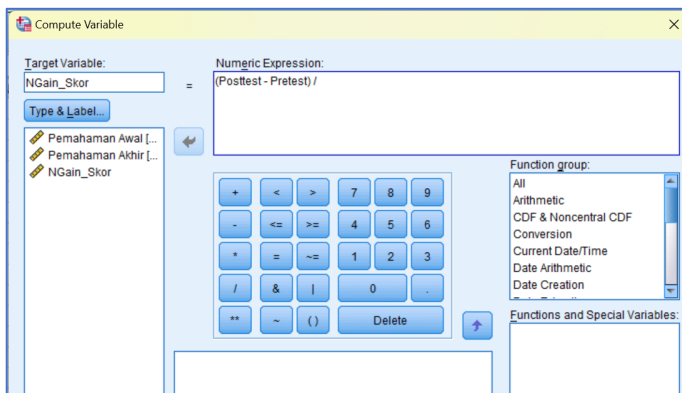 Compute Variable
Target Variable:
NGain_Skor
=
Numeric Expression:
(Posttest - Pretest) /
Type & Label...
Pemahaman Awal [...
Pemahaman Akhir [...
NGain_Skor
+ < > 7 8 9
- <= >= 4 5 6
* = ~= 1 2 3
/ & | 0 .
** ~ ( ) Delete
Function group:
All
Arithmetic
CDF & Noncentral CDF
Conversion
Current Date/Time
Date Arithmetic
Date Creation
Functions and Special Variables: